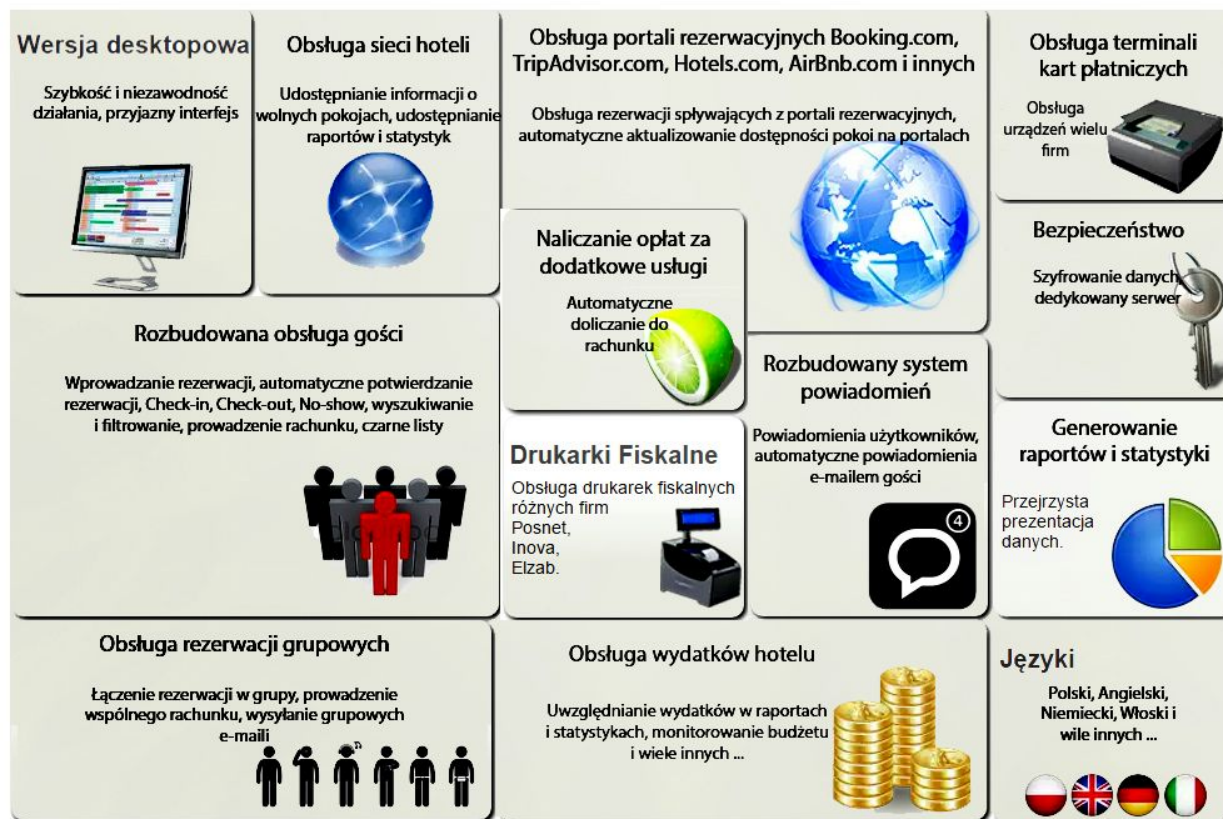 Wersja desktopowa
Szybkość i niezawodność
działania, przyjazny interfejs
Obsługa sieci hoteli
Udostępnianie informacji o
wolnych pokojach, udostępnianie
raportów i statystyk
Obsługa portali rezerwacyjnych Booking.com,
TripAdvisor.com, Hotels.com, AirBnb.com i innych
Obsługa rezerwacji spływających z portali rezerwacyjnych,
automatyczne aktualizowanie dostępności pokoi na portalach
Obsługa terminali
kart płatniczych
Obsługa
urządzeń wielu
firm
Naliczanie opłat za
dodatkowe usługi
Automatyczne
doliczanie do
rachunku
Bezpieczeństwo
Szyfrowanie danych,
dedykowany serwer
Rozbudowana obsługa gości
Wprowadzanie rezerwacji, automatyczne potwierdzanie
rezerwacji, Check-in, Check-out, No-show, wyszukiwanie
i filtrowanie, prowadzenie rachunku, czarne listy
Rozbudowany system
powiadomień
Powiadomienia użytkowników,
automatyczne powiadomienia
e-mailem gości
4
Drukarki Fiskalne
Obsługa drukarek fiskalnych
różnych firm
Posnet,
Inova,
Elzab.
Generowanie
raportów i statystyki
Przejrzysta
prezentacja
danych.
Obsługa rezerwacji grupowych
Łączenie rezerwacji w grupy, prowadzenie
wspólnego rachunku, wysyłanie grupowych
e-maili
Obsługa wydatków hotelu
Uwzględnianie wydatków w raportach
i statystykach, monitorowanie budżetu
i wiele innych ...
Języki
Polski, Angielski,
Niemiecki, Włoski i
wile innych ...